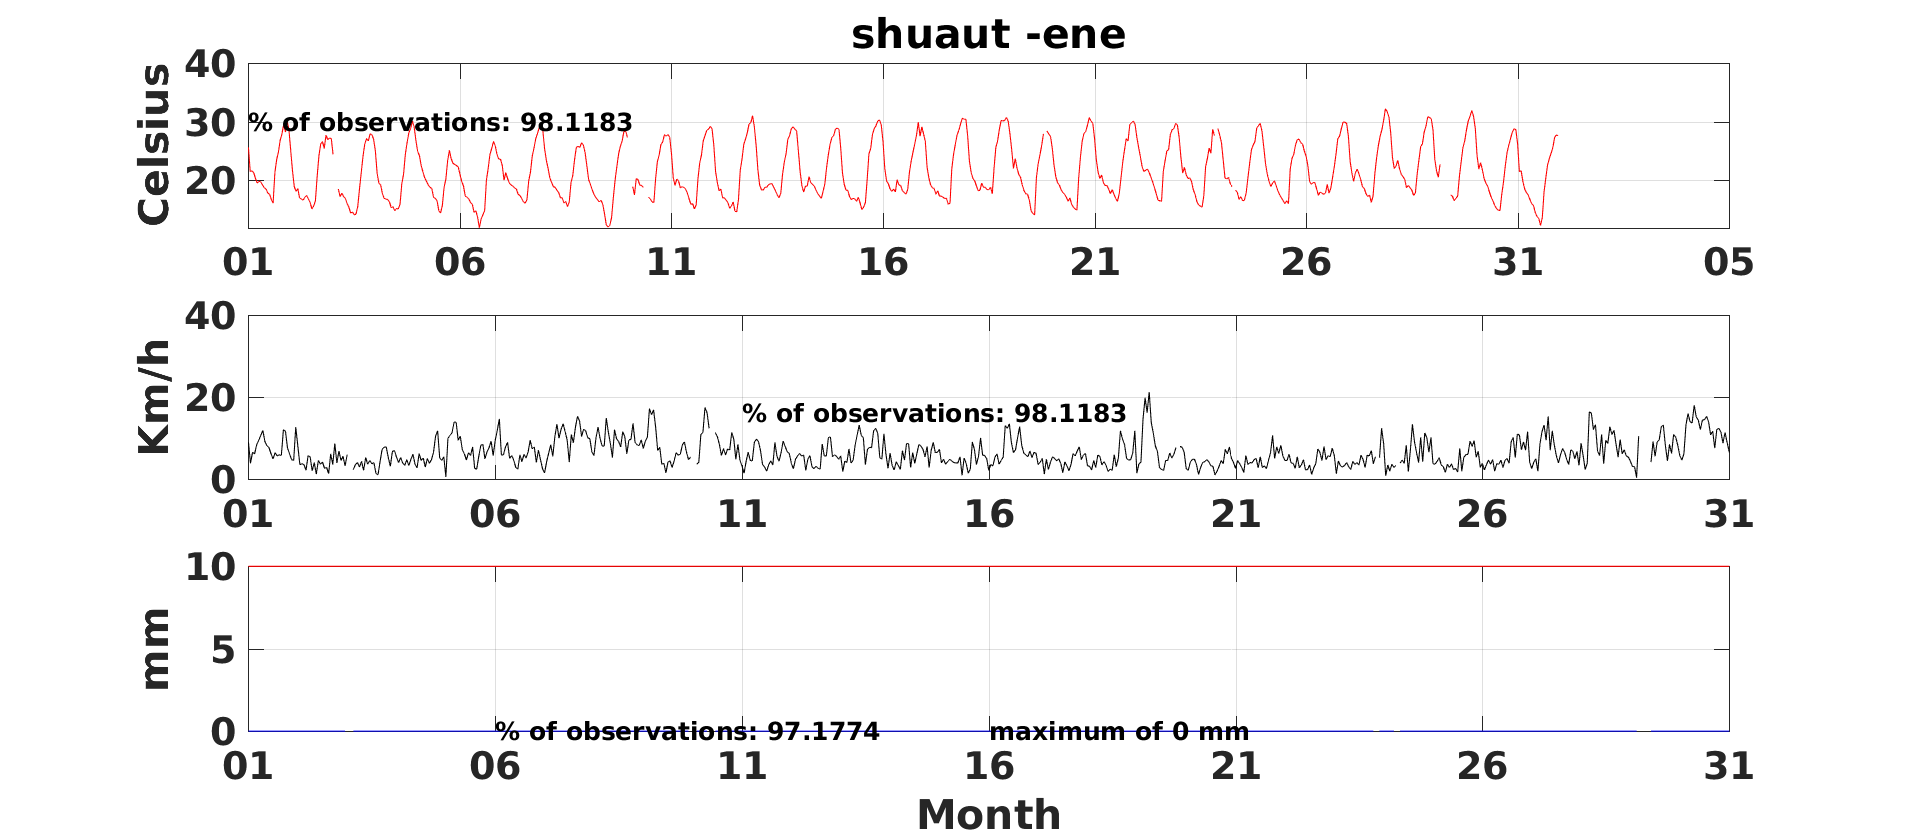 shuaut -ene
40
30
20
Celsius
% of observations: 98.1183
01 06 11 16 21 26 31 05
40
20
0
Km/h
% of observations: 98.1183
01 06 11 16 21 26 31
10
5
0
mm
% of observations: 97.1774 maximum of 0 mm
01 06 11 16 21 26 31
Month